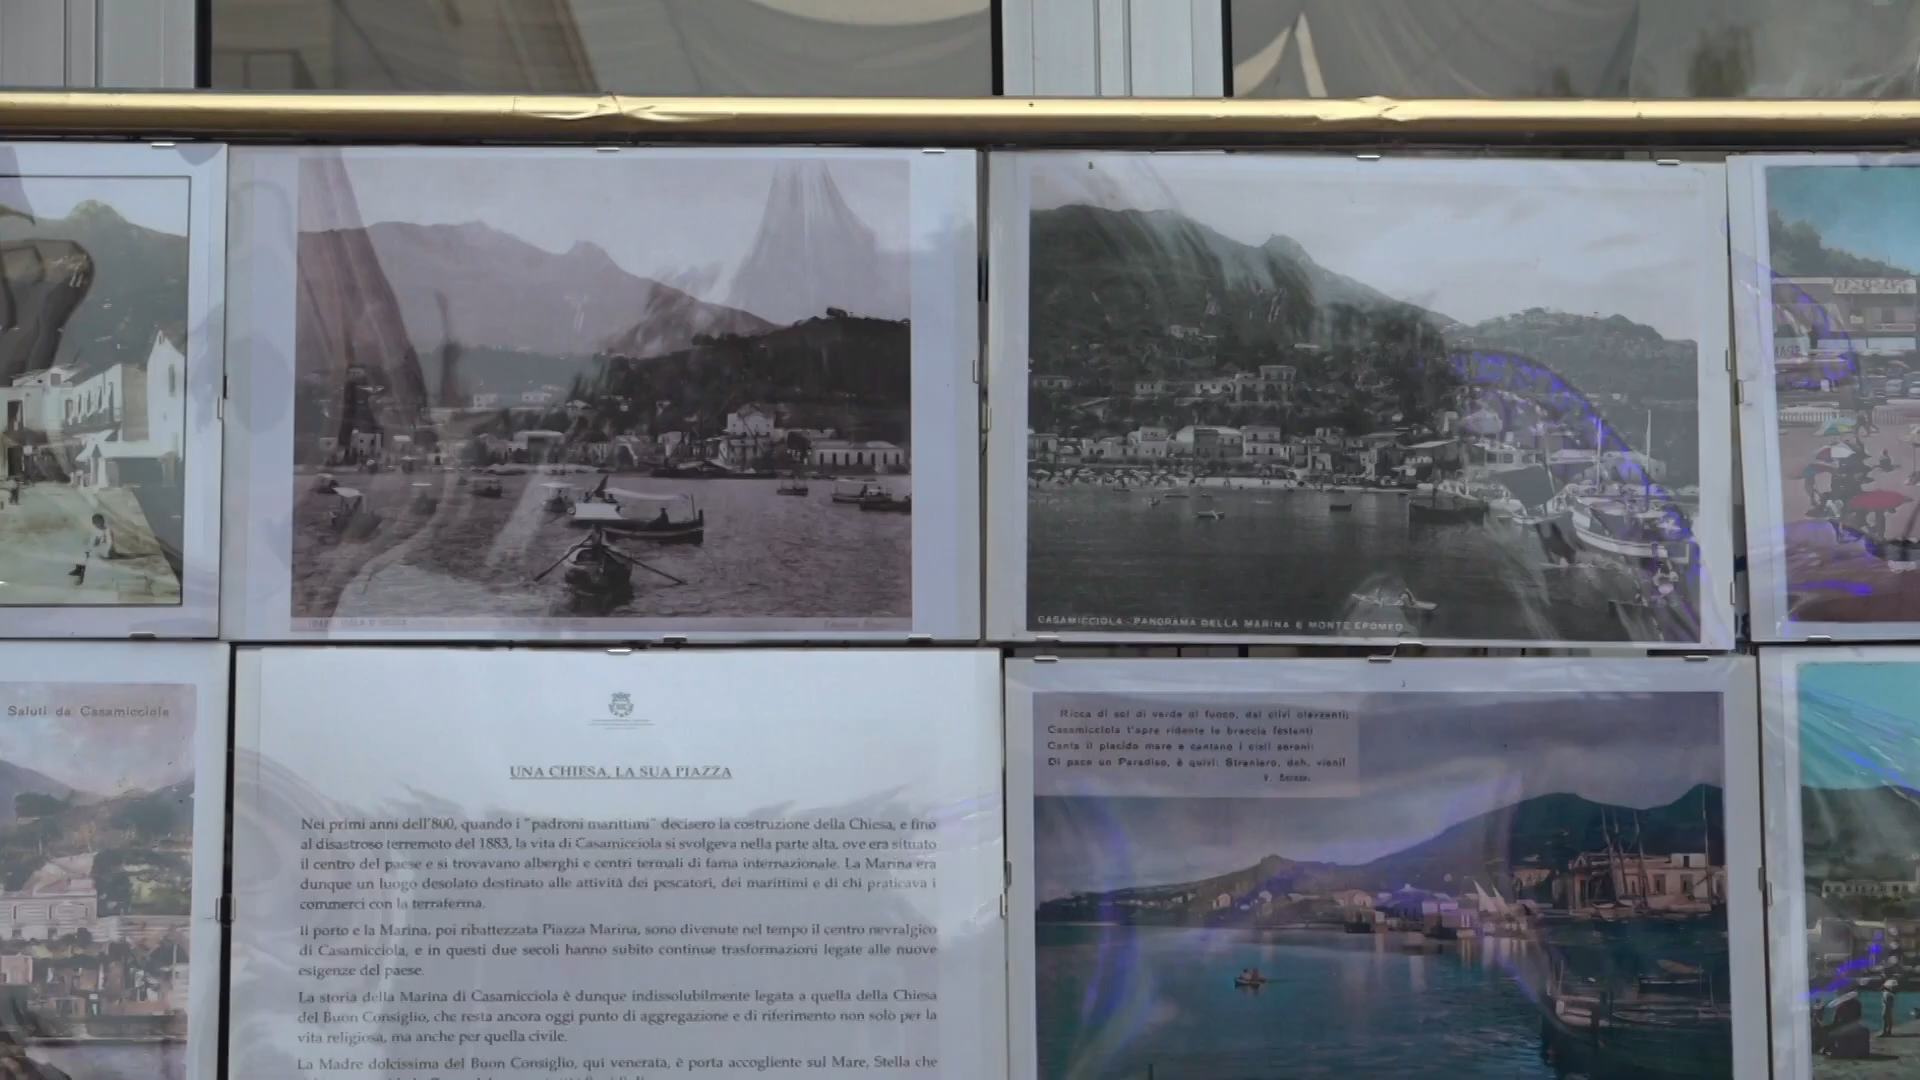 CASAMICCIOLA - PANORAMA DELLA MARINA E MONTE EPOMEO
Saluti da Casamicciola
UNA CHIESA, LA SUA PIAZZA
Nei primi anni dell'800, quando i "padroni marittimi" decisero la costruzione della Chiesa, e fino
al disastroso terremoto del 1883, la vita di Casamicciola si svolgeva nella parte alta, ove era situato
il centro del paese e si trovavano alberghi e centri termali di fama internazionale. La Marina era
dunque un luogo desolato destinato alle attività dei pescatori, dei marittimi e di chi praticava i
commerci con la terraferma.
Il porto e la Marina, poi ribattezzata Piazza Marina, sono divenute nel tempo il centro nevralgico
di Casamicciola, e in questi due secoli hanno subito continue trasformazioni legate alle nuove
esigenze del paese.
La storia della Marina di Casamicciola è dunque indissolubilmente legata a quella della Chiesa
del Buon Consiglio, che resta ancora oggi punto di aggregazione e di riferimento non solo per la
vita religiosa, ma anche per quella civile.
La Madre dolcissima del Buon Consiglio, qui venerata, è porta accogliente sul Mare, Stella che
Ricca di sol di verde di fuoco, dai clivi olezzanti;
Casamicciola t'apre ridente le braccia festanti
Canta il placido mare e cantano i cieli sereni:
Di pace un Paradiso, è quivi: Straniero, deh, vieni!